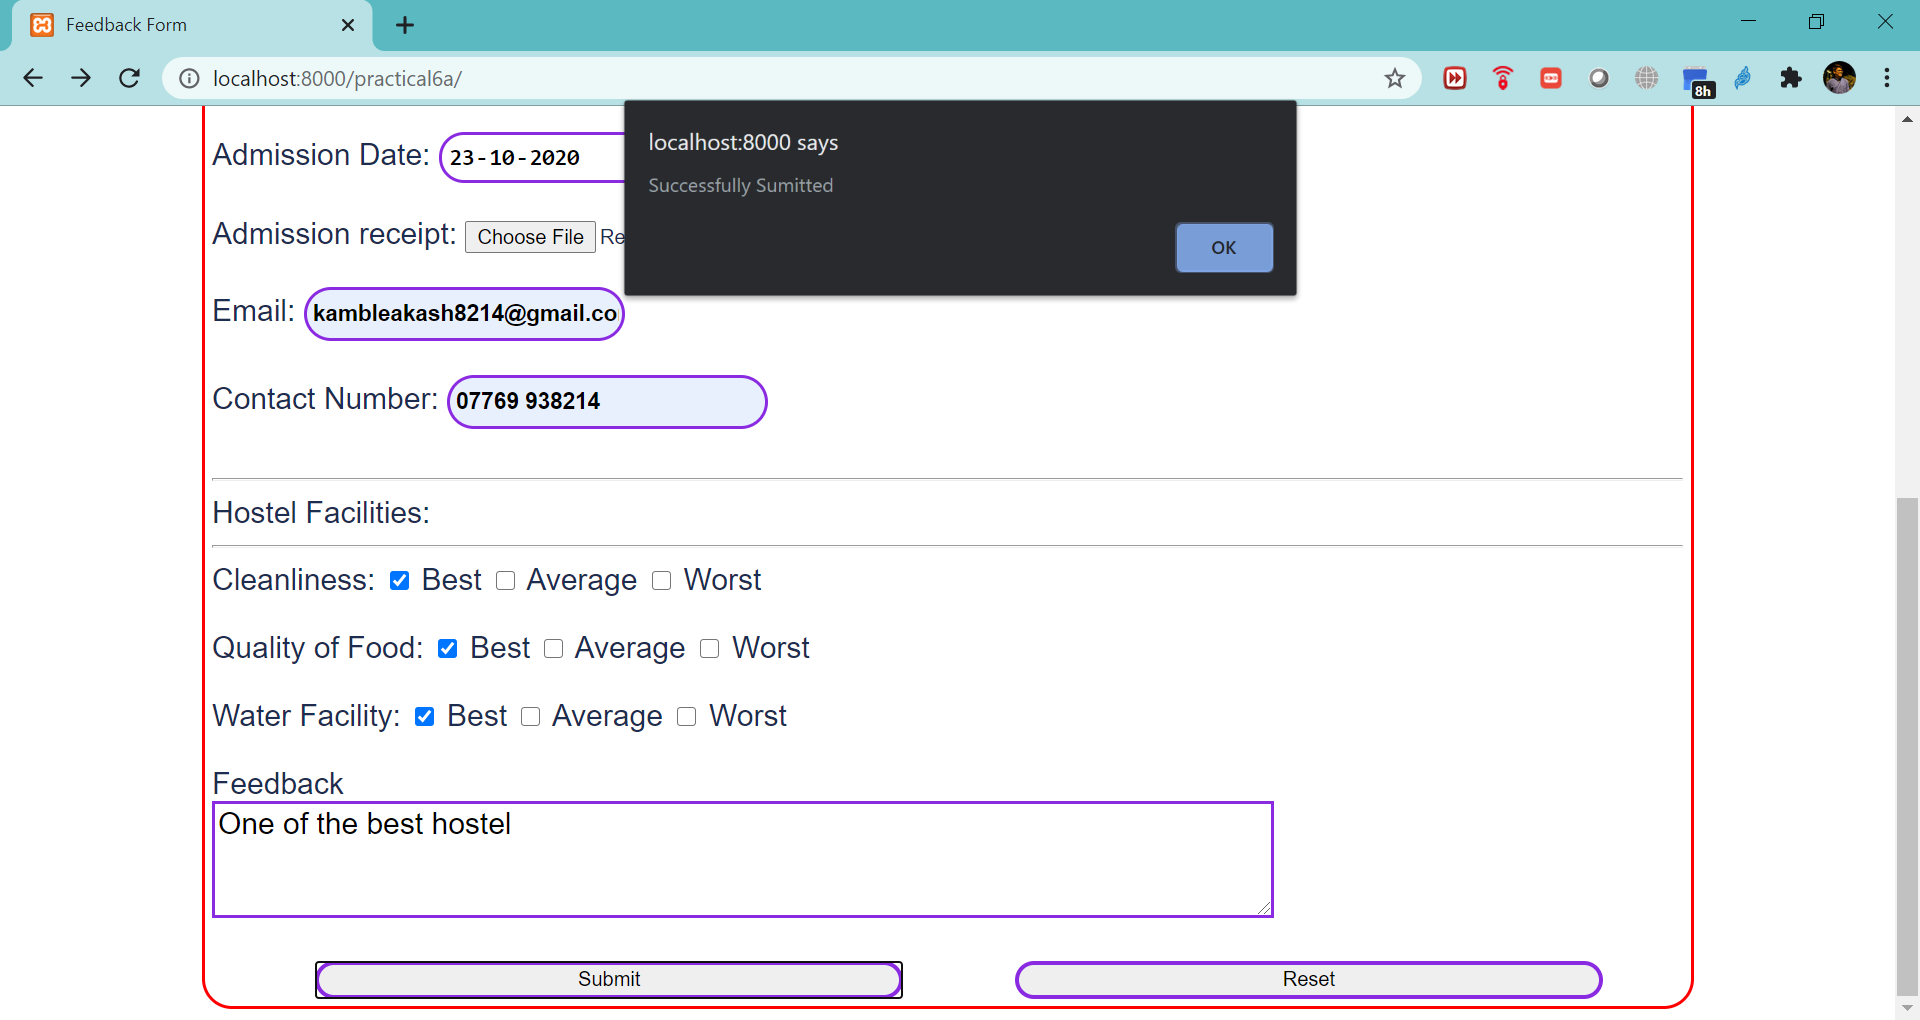 Feedback Form
localhost:8000/practical6a/
8h
localhost:8000 says
Successfully Sumitted
OK
Admission Date: 23-10-2020
Admission receipt: Choose File Re
Email: kambleakash8214@gmail.co
Contact Number: 07769 938214
Hostel Facilities:
Cleanliness: Best Average Worst
Quality of Food: Best Average Worst
Water Facility: Best Average Worst
Feedback
One of the best hostel
Submit Reset